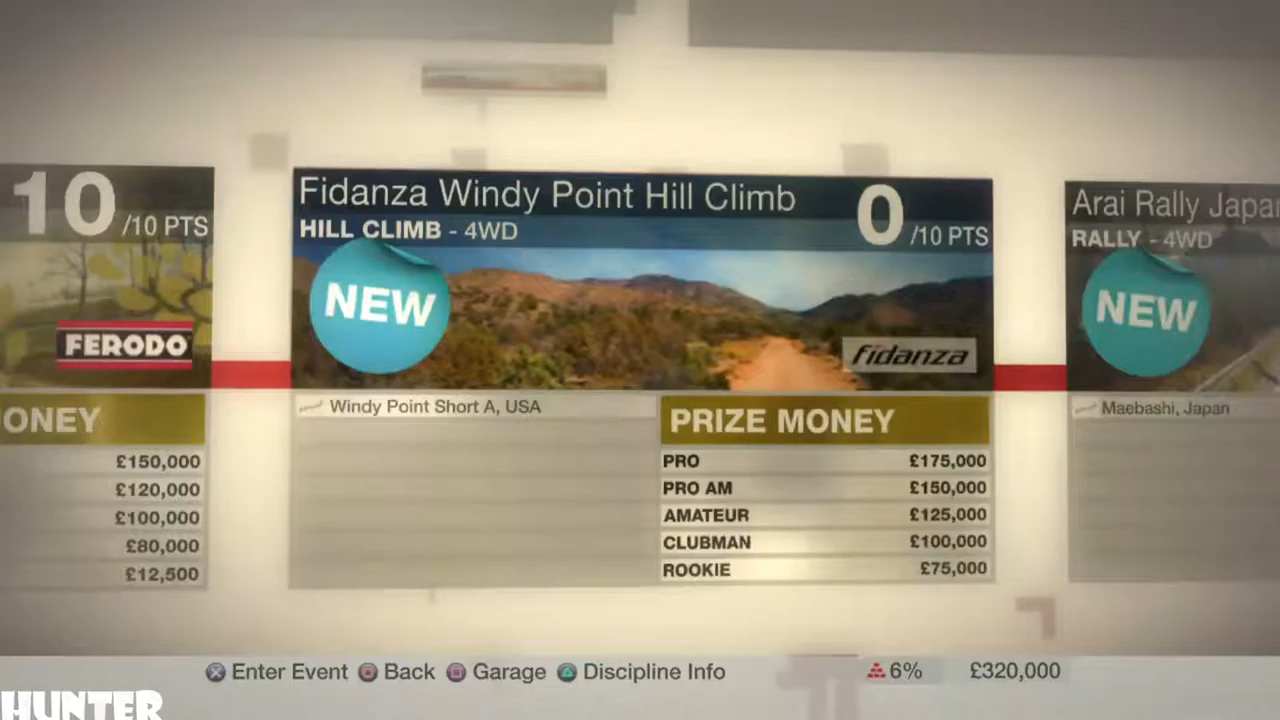 10 /10 PTS
FERODO
ONEY
£150,000
£120,000
£100,000
£80,000
£12,500
Fidanza Windy Point Hill Climb
HILL CLIMB - 4WD
0 /10 PTS
NEW
fidanza
Windy Point Short A, USA
PRIZE MONEY
PRO £175,000
PRO AM £150,000
AMATEUR £125,000
CLUBMAN £100,000
ROOKIE £75,000
Arai Rally Japa
RALLY - 4WD
NEW
Maebashi, Japan
Enter Event Back Garage Discipline Info 6% £320,000
HUNTER